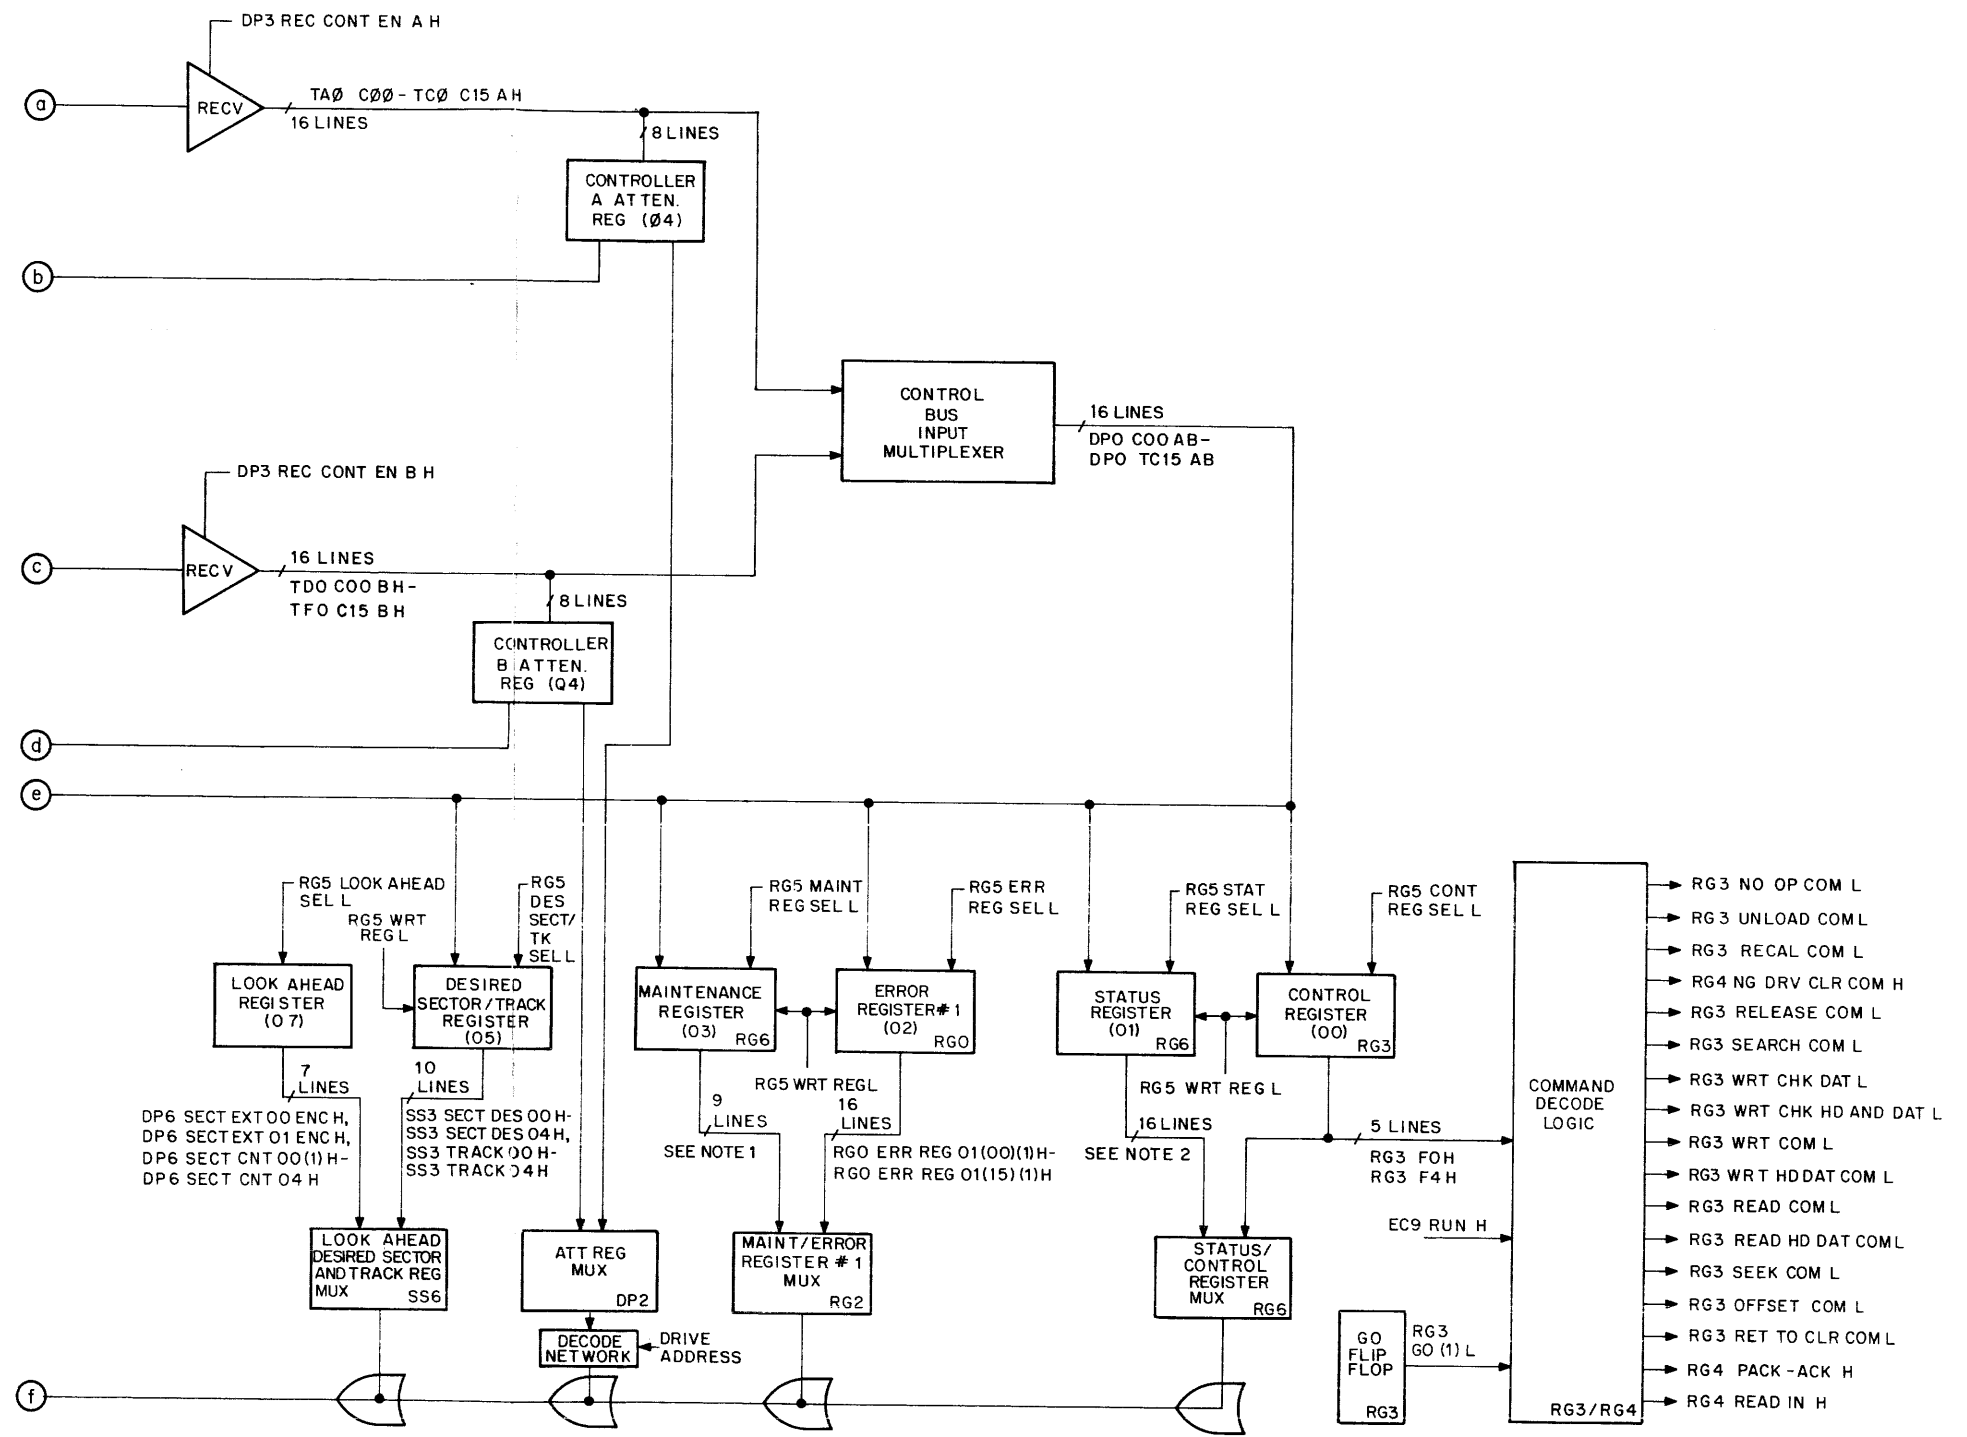 DP3 REC CONT EN A H
a
RECV
TAØ CØØ - TCØ C15 A H
16 LINES
8 LINES
CONTROLLER
A ATTEN.
REG (Ø4)
b
CONTROL
BUS
INPUT
MULTIPLEXER
16 LINES
DPO COO AB-
DPO TC15 AB
DP3 REC CONT EN B H
c
RECV
16 LINES
TDO COO BH-
TFO C15 BH
8 LINES
CONTROLLER
B ATTEN.
REG (Q4)
d
e
RG5 LOOK AHEAD
SEL L
RG5 WRT
REG L
RG5
DES
SECT/
TK
SEL L
RG5 MAINT
REG SEL L
RG5 ERR
REG SEL L
RG5 STAT
REG SEL L
RG5 CONT
REG SEL L
LOOK AHEAD
REGISTER
(07)
DESIRED
SECTOR/TRACK
REGISTER
(05)
MAINTENANCE
REGISTER
(03)
RG6
ERROR
REGISTER#1
(02)
RGO
STATUS
REGISTER
(01)
RG6
CONTROL
REGISTER
(00)
RG3
7
LINES
10
LINES
RG5 WRT REGL
9
LINES
16
LINES
RG5 WRT REG L
16 LINES
5 LINES
DP6 SECT EXT 00 ENC H,
DP6 SECT EXT 01 ENC H,
DP6 SECT CNT 00(1) H-
DP6 SECT CNT 04 H
SS3 SECT DES 00 H-
SS3 SECT DES 04 H,
SS3 TRACK 00 H-
SS3 TRACK 04 H
SEE NOTE 1
RGO ERR REG 01(00)(1)H-
RGO ERR REG 01(15)(1)H
SEE NOTE 2
RG3 FOH
RG3 F4H
LOOK AHEAD
DESIRED SECTOR
AND TRACK REG
MUX
SS6
ATT REG
MUX
DP2
MAINT/ERROR
REGISTER #1
MUX
RG2
STATUS/
CONTROL
REGISTER
MUX
RG6
DECODE
NETWORK
DRIVE
ADDRESS
f
EC9 RUN H
GO
FLIP
FLOP
RG3
RG3
GO (1) L
COMMAND
DECODE
LOGIC
RG3/RG4
RG3 NO OP COM L
RG3 UNLOAD COM L
RG3 RECAL COM L
RG4 NG DRV CLR COM H
RG3 RELEASE COM L
RG3 SEARCH COM L
RG3 WRT CHK DAT L
RG3 WRT CHK HD AND DAT L
RG3 WRT COM L
RG3 WRT HD DAT COM L
RG3 READ COM L
RG3 READ HD DAT COM L
RG3 SEEK COM L
RG3 OFFSET COM L
RG3 RET TO CLR COM L
RG4 PACK-ACK H
RG4 READ IN H